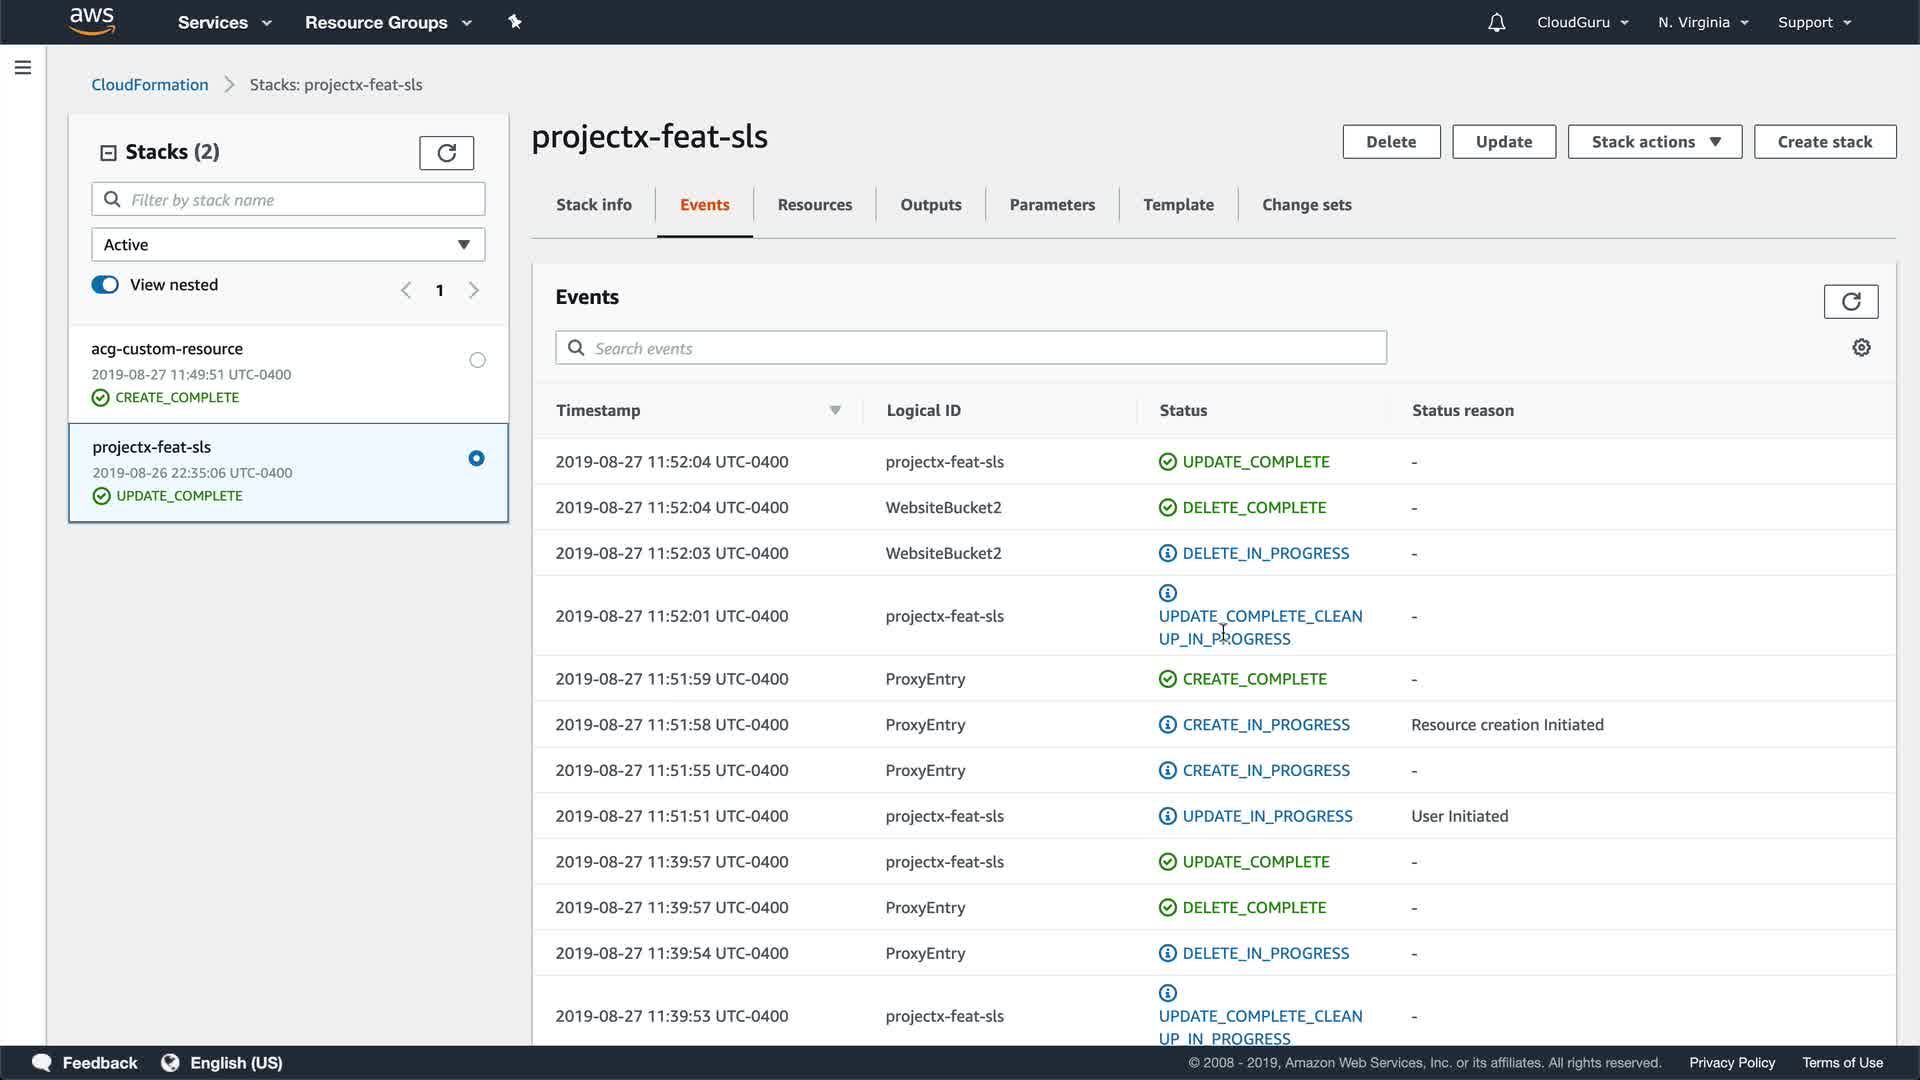 aws Services Resource Groups CloudGuru N. Virginia Support
CloudFormation Stacks: projectx-feat-sls
Stacks (2)
Filter by stack name
Active
View nested 1
acg-custom-resource
2019-08-27 11:49:51 UTC-0400
CREATE_COMPLETE
projectx-feat-sls
2019-08-26 22:35:06 UTC-0400
UPDATE_COMPLETE
projectx-feat-sls
Delete Update Stack actions Create stack
Stack info Events Resources Outputs Parameters Template Change sets
Events
Search events
Timestamp Logical ID Status Status reason
2019-08-27 11:52:04 UTC-0400 projectx-feat-sls UPDATE_COMPLETE -
2019-08-27 11:52:04 UTC-0400 WebsiteBucket2 DELETE_COMPLETE -
2019-08-27 11:52:03 UTC-0400 WebsiteBucket2 DELETE_IN_PROGRESS -
2019-08-27 11:52:01 UTC-0400 projectx-feat-sls UPDATE_COMPLETE_CLEAN -
UP_IN_PROGRESS
2019-08-27 11:51:59 UTC-0400 ProxyEntry CREATE_COMPLETE -
2019-08-27 11:51:58 UTC-0400 ProxyEntry CREATE_IN_PROGRESS Resource creation Initiated
2019-08-27 11:51:55 UTC-0400 ProxyEntry CREATE_IN_PROGRESS -
2019-08-27 11:51:51 UTC-0400 projectx-feat-sls UPDATE_IN_PROGRESS User Initiated
2019-08-27 11:39:57 UTC-0400 projectx-feat-sls UPDATE_COMPLETE -
2019-08-27 11:39:57 UTC-0400 ProxyEntry DELETE_COMPLETE -
2019-08-27 11:39:54 UTC-0400 ProxyEntry DELETE_IN_PROGRESS -
2019-08-27 11:39:53 UTC-0400 projectx-feat-sls UPDATE_COMPLETE_CLEAN -
UP_IN_PROGRESS
Feedback English (US) © 2008 - 2019, Amazon Web Services, Inc. or its affiliates. All rights reserved. Privacy Policy Terms of Use